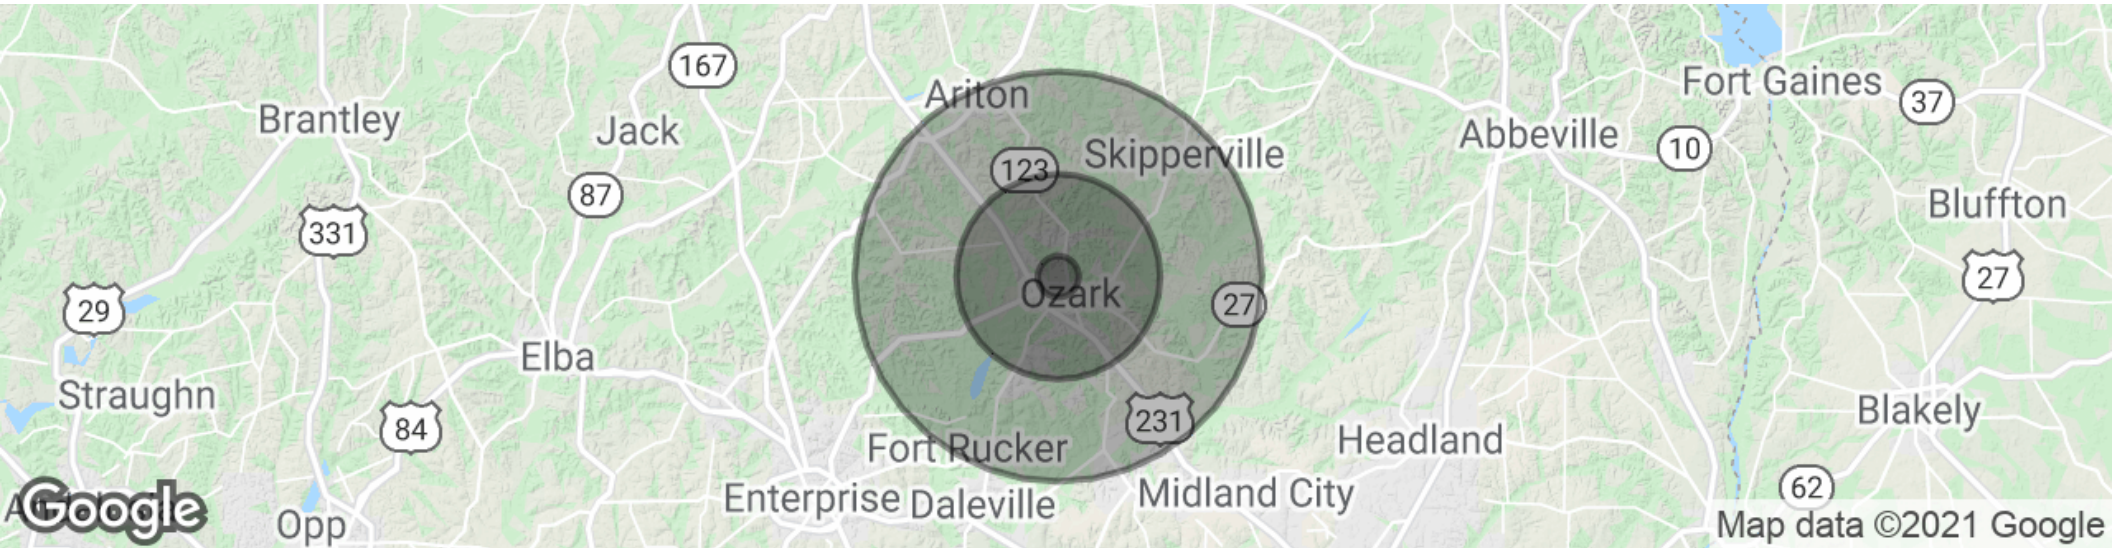 167
Fort Gaines
Ariton
37
Brantley
Jack
Abbeville
10
Skipperville
123
87
Bluffton
331
27
29
Ozark
27
Elba
Straughn
Blakely
231
84
Headland
Fort Rucker
62
Enterprise
Daleville
Midland City
Google
Opp
Map data ©2021 Google